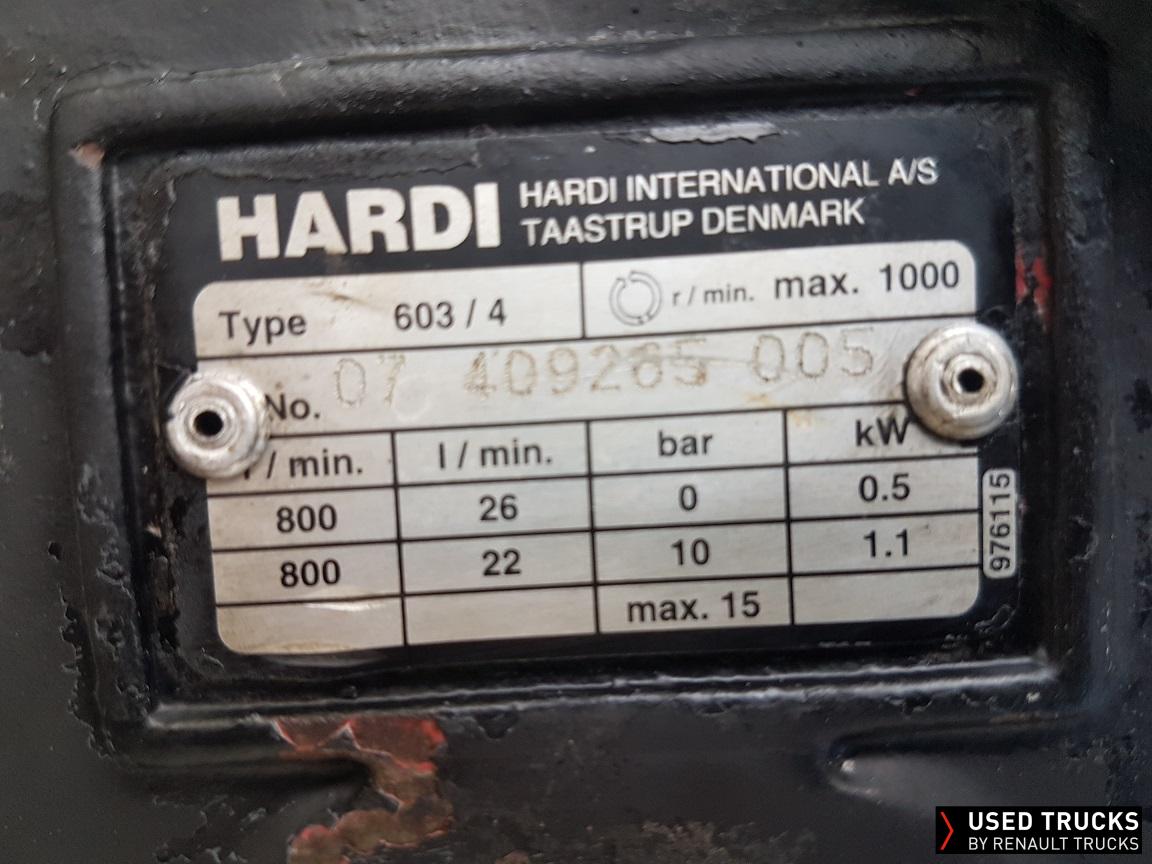 HARDI HARDI INTERNATIONAL A/S
TAASTRUP DENMARK
Type 603 / 4 r / min. max. 1000
No. 07 409265 005
r / min. l / min. bar kW
800 26 0 0.5
800 22 10 1.1
max. 15
976115
USED TRUCKS
BY RENAULT TRUCKS